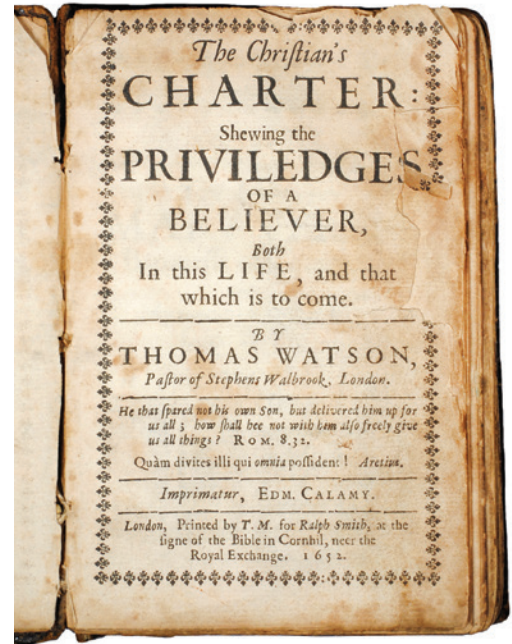 The Chriſtian's
CHARTER:
Shewing the
PRIVILEDGES
OF A
BELIEVER,
Both
In this LIFE, and that
which is to come.
BY
THOMAS WATSON,
Paſtor of Stephens Walbrook, London.
He that ſpared not his own Son, but delivered him up for
us all; how ſhall hee not with him alſo freely give
us all things? ROM. 8.32.
Quàm divites illi qui omnia poſſident! Aretius.
Imprimatur, EDM. CALAMY.
London, Printed by T. M. for Ralph Smith, at the
ſigne of the Bible in Cornhil, neer the
Royal Exchange. 1652.